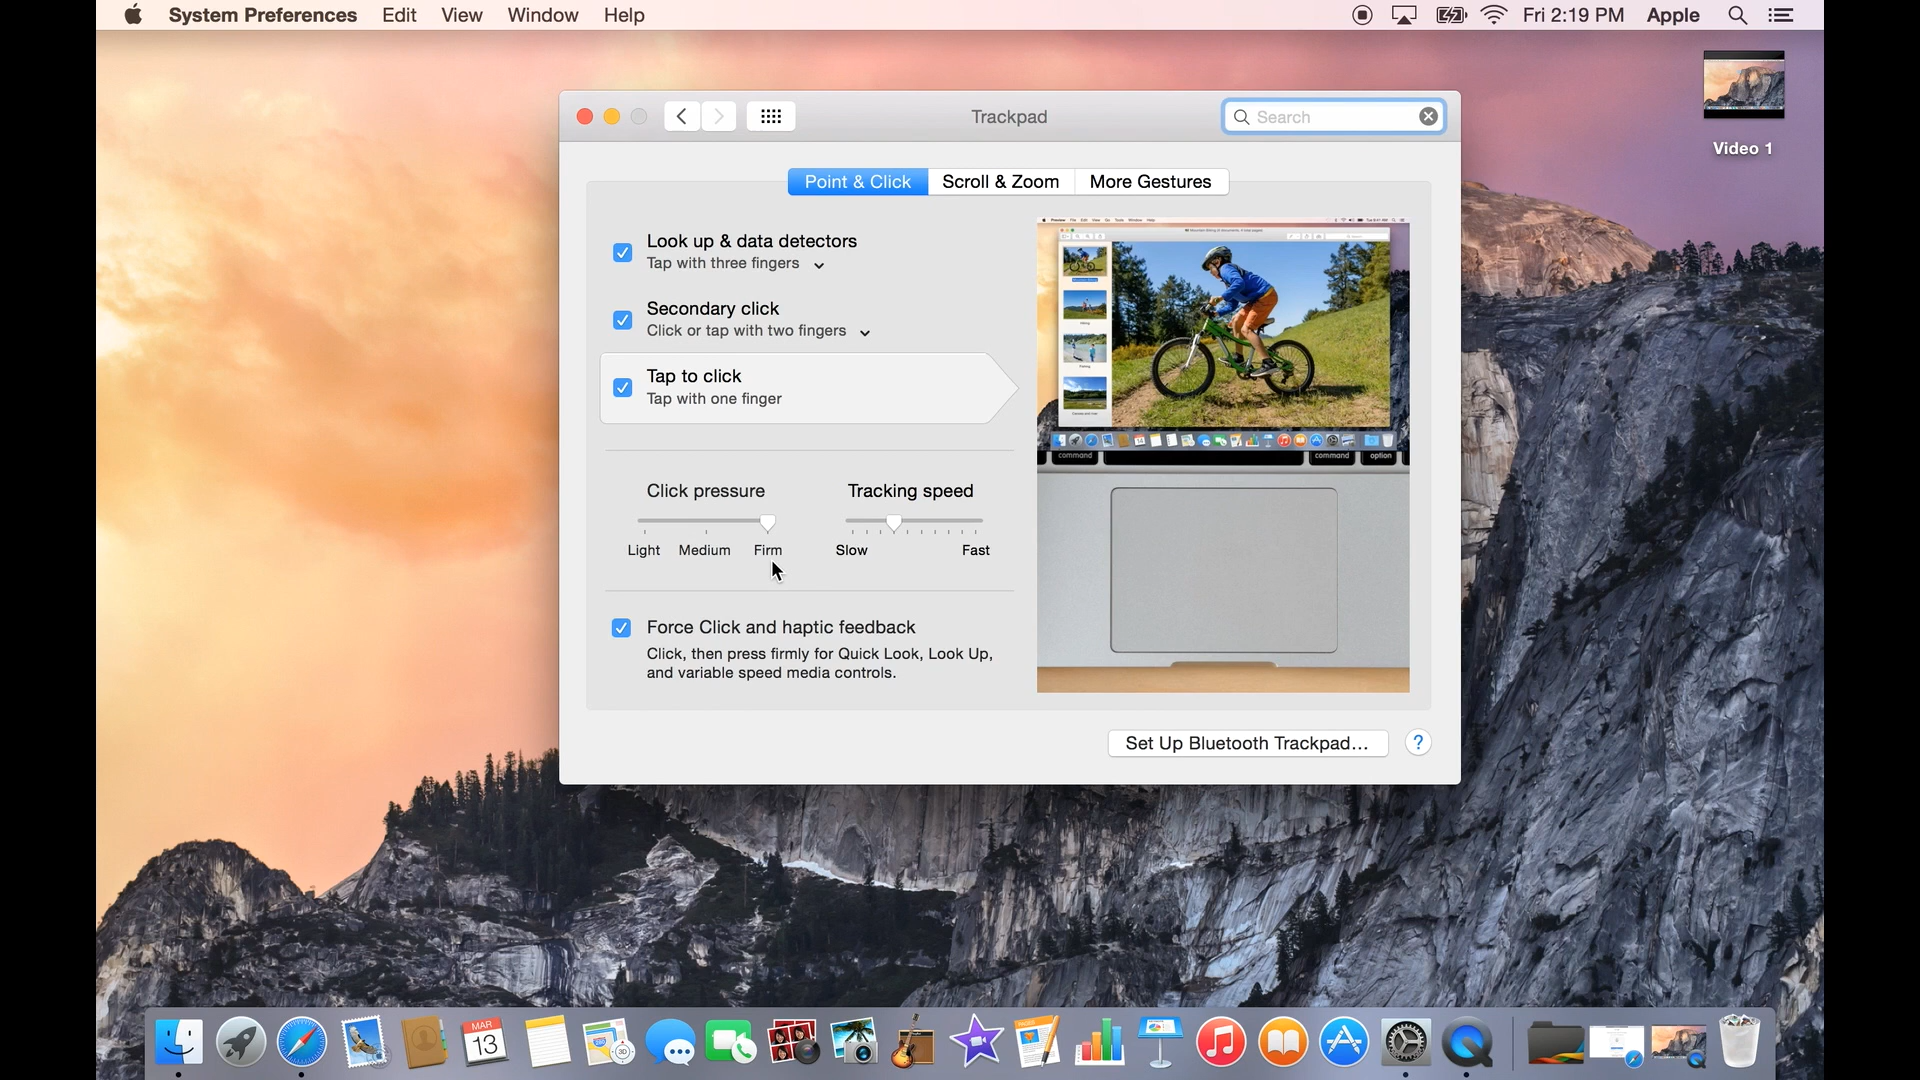 System Preferences Edit View Window Help Fri 2:19 PM Apple
Video 1
Trackpad
Search
Point & Click Scroll & Zoom More Gestures
Look up & data detectors
Tap with three fingers
Secondary click
Click or tap with two fingers
Tap to click
Tap with one finger
Click pressure Tracking speed
Light Medium Firm Slow Fast
Force Click and haptic feedback
Click, then press firmly for Quick Look, Look Up,
and variable speed media controls.
command command option
Set Up Bluetooth Trackpad... ?
MAR
13
3D